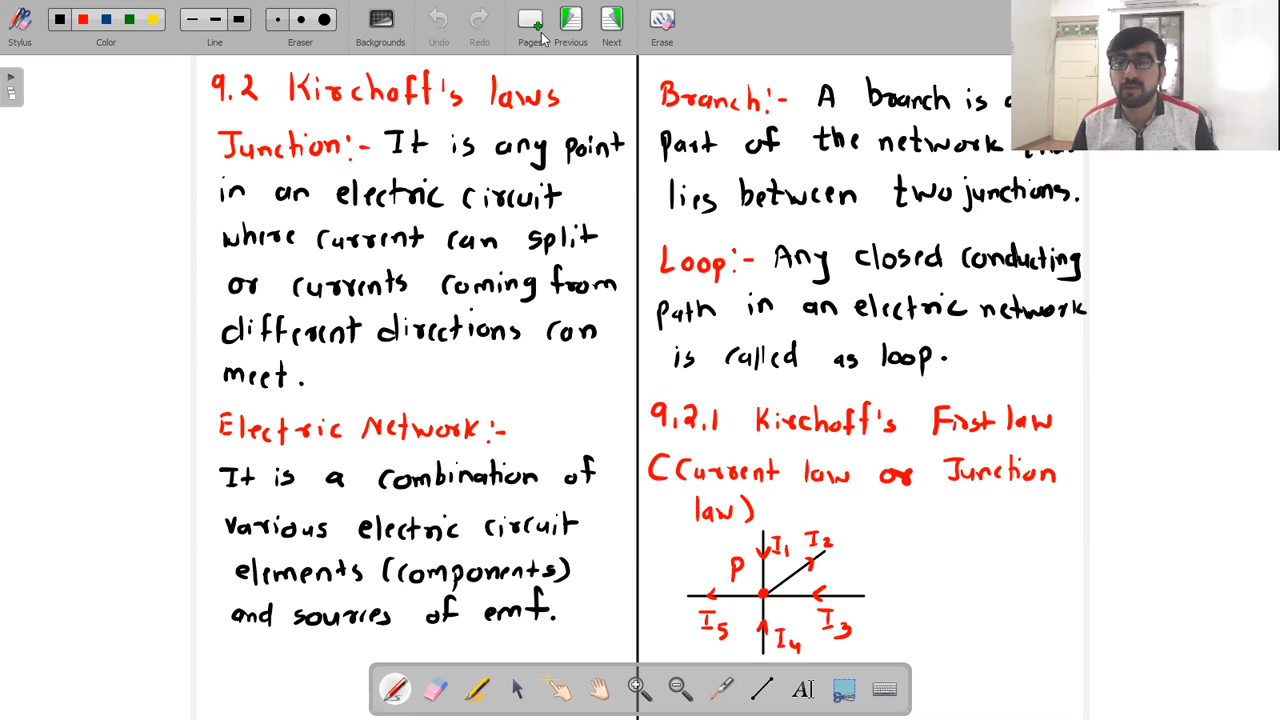 Stylus
Color
Line
Eraser
Backgrounds
Undo
Redo
Pages
Previous
Next
Erase
9.2 Kirchoff's laws
Junction:- It is any point
in an electric circuit
where current can split
or currents coming from
different directions can
meet.
Electric Network:-
It is a combination of
various electric circuit
elements (components)
and sources of emf.
Branch:- A branch is
part of the network
lies between two junctions.
Loop:- Any closed conducting
path in an electric network
is called as loop.
9.2.1 Kirchoff's First law
(Current law or Junction
law)
I1 I2
P
I5 I3
I4
AI